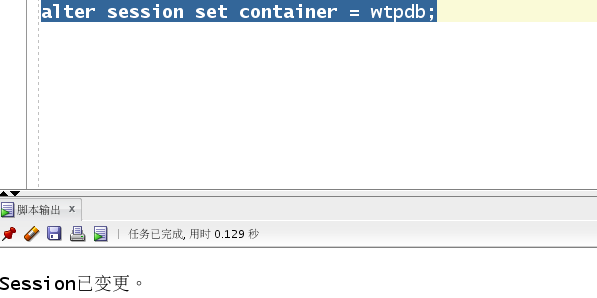 alter session set container = wtpdb;
脚本输出 x
任务已完成, 用时 0.129 秒
Session已变更。